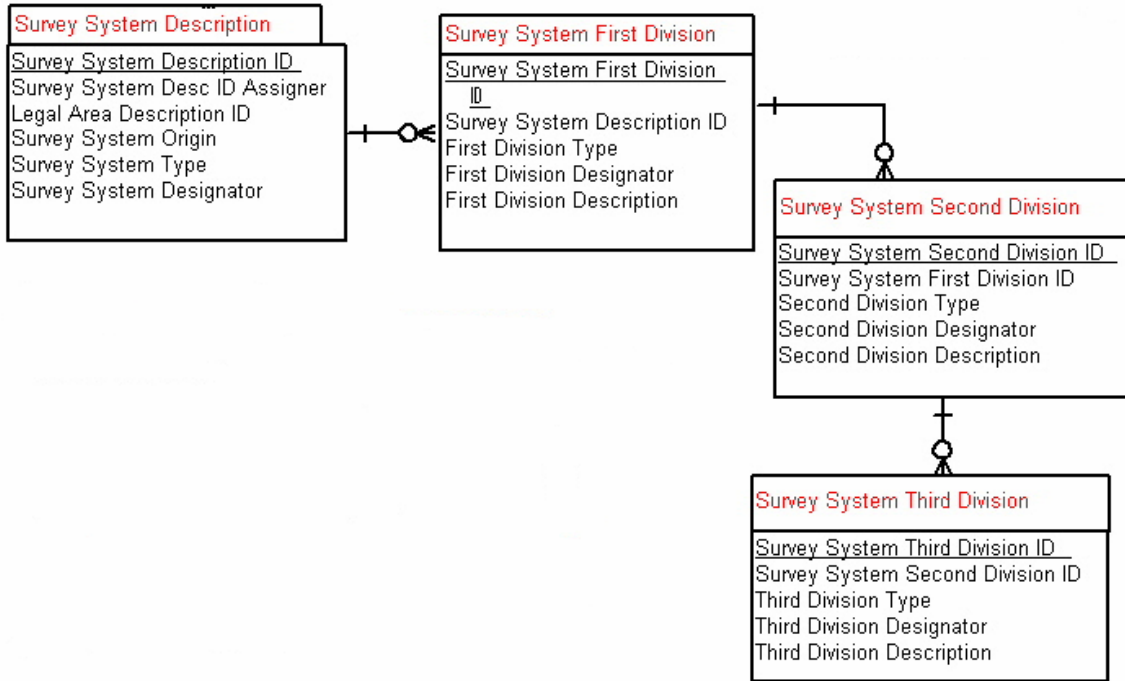 Survey System Description
Survey System Description ID
Survey System Desc ID Assigner
Legal Area Description ID
Survey System Origin
Survey System Type
Survey System Designator
Survey System First Division
Survey System First Division
ID
Survey System Description ID
First Division Type
First Division Designator
First Division Description
Survey System Second Division
Survey System Second Division ID
Survey System First Division ID
Second Division Type
Second Division Designator
Second Division Description
Survey System Third Division
Survey System Third Division ID
Survey System Second Division ID
Third Division Type
Third Division Designator
Third Division Description